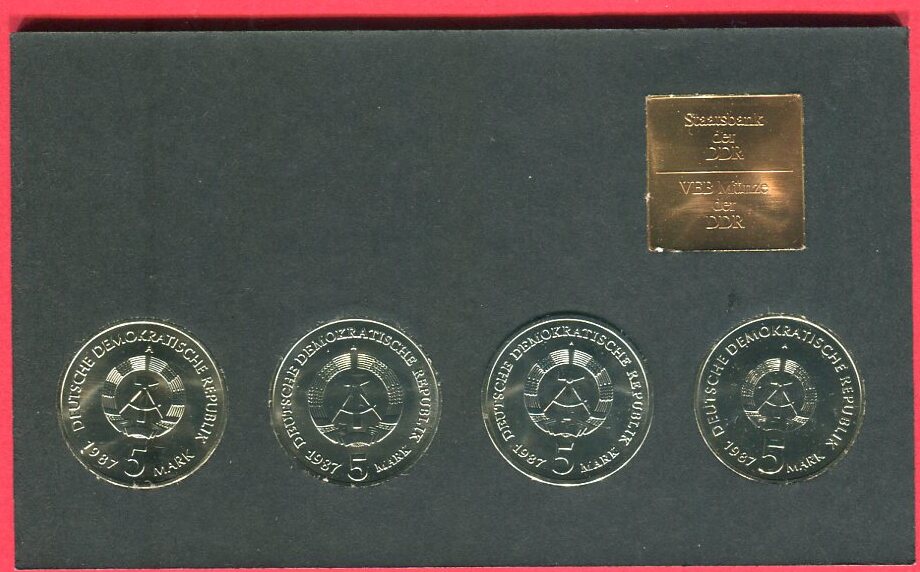 Staatsbank
der
DDR
VEB Münze
der
DDR
DEUTSCHE DEMOKRATISCHE REPUBLIK
A
1987 5 MARK
DEUTSCHE DEMOKRATISCHE REPUBLIK
A
1987 5 MARK
DEUTSCHE DEMOKRATISCHE REPUBLIK
A
1987 5 MARK
DEUTSCHE DEMOKRATISCHE REPUBLIK
A
1987 5 MARK